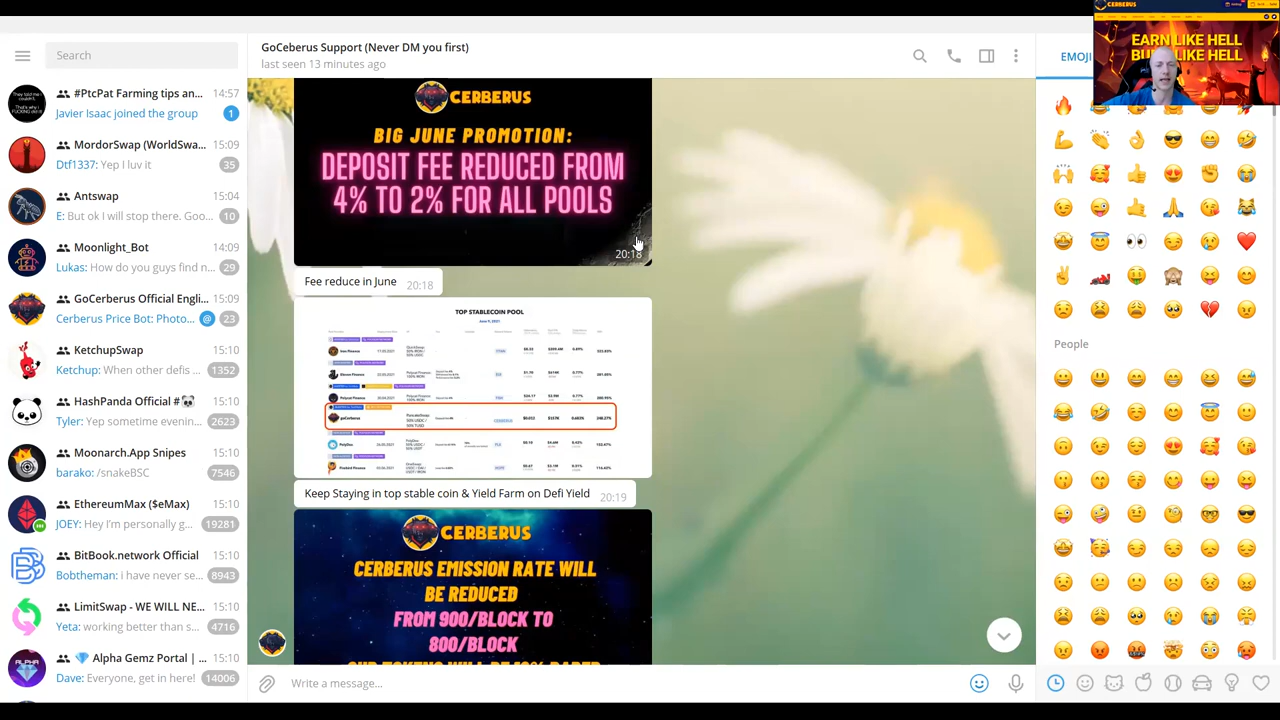 Search
#PtcPat Farming tips an... 14:57
Javier Isaac joined the group 1
MordorSwap (WorldSwa... 15:09
Dtf1337: Yep I luv it 35
Antswap 15:04
E: But ok I will stop there. Goo... 10
Moonlight_Bot 14:09
Lukas: How do you guys find n... 29
GoCerberus Official Engli... 15:09
Cerberus Price Bot: Photo... @ 23
Ketchupswap 15:10
Ketchup: When other defis ... 1352
HashPanda Official #🐼 15:10
Tyler: Yep sometime evenin... 2623
Moonarch.App Snipes 15:10
barako: /snake85 7546
EthereumMax ($eMax) 15:10
JOEY: Hey I'm personally g... 19281
BitBook.network Official 15:10
Bobtheman: i have never se... 8943
LimitSwap - WE WILL NE... 15:10
Yeta: working better than s... 4716
💎 Alpha Gemz Portal | ... 15:10
Dave: Everyone, get in here! 14006
GoCeberus Support (Never DM you first)
last seen 13 minutes ago
CERBERUS
BIG JUNE PROMOTION:
DEPOSIT FEE REDUCED FROM
4% TO 2% FOR ALL POOLS
20:18
Fee reduce in June 20:18
TOP STABLECOIN POOL
Keep Staying in top stable coin & Yield Farm on Defi Yield 20:19
CERBERUS
CERBERUS EMISSION RATE WILL
BE REDUCED
FROM 900/BLOCK TO
800/BLOCK
Write a message...
EMOJI
People
CERBERUS
EARN LIKE HELL